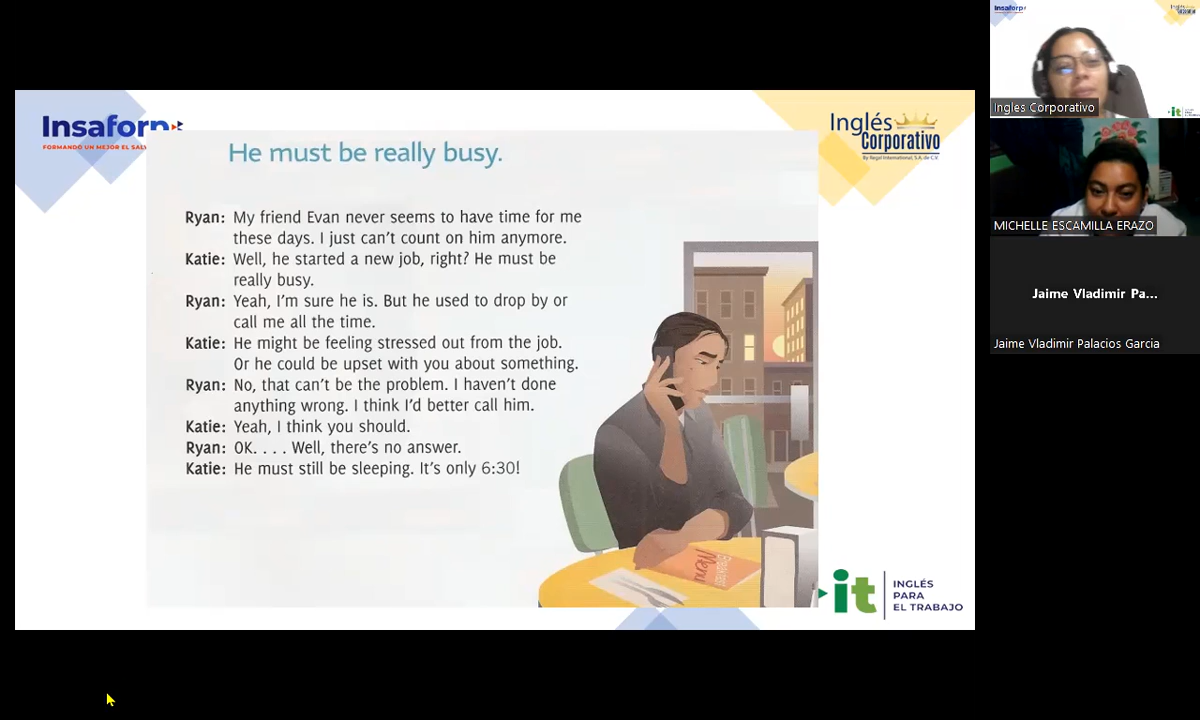 Insaforp
FORMANDO UN MEJOR EL SALV
Inglés
Corporativo
By Regal International, S.A. de C.V.
He must be really busy.
Ryan: My friend Evan never seems to have time for me
these days. I just can't count on him anymore.
Katie: Well, he started a new job, right? He must be
really busy.
Ryan: Yeah, I'm sure he is. But he used to drop by or
call me all the time.
Katie: He might be feeling stressed out from the job.
Or he could be upset with you about something.
Ryan: No, that can't be the problem. I haven't done
anything wrong. I think I'd better call him.
Katie: Yeah, I think you should.
Ryan: OK. . . . Well, there's no answer.
Katie: He must still be sleeping. It's only 6:30!
Menu
it
INGLÉS
PARA
EL TRABAJO
Insaforp
Ingles Corporativo
it
MICHELLE ESCAMILLA ERAZO
Jaime Vladimir Pa...
Jaime Vladimir Palacios Garcia